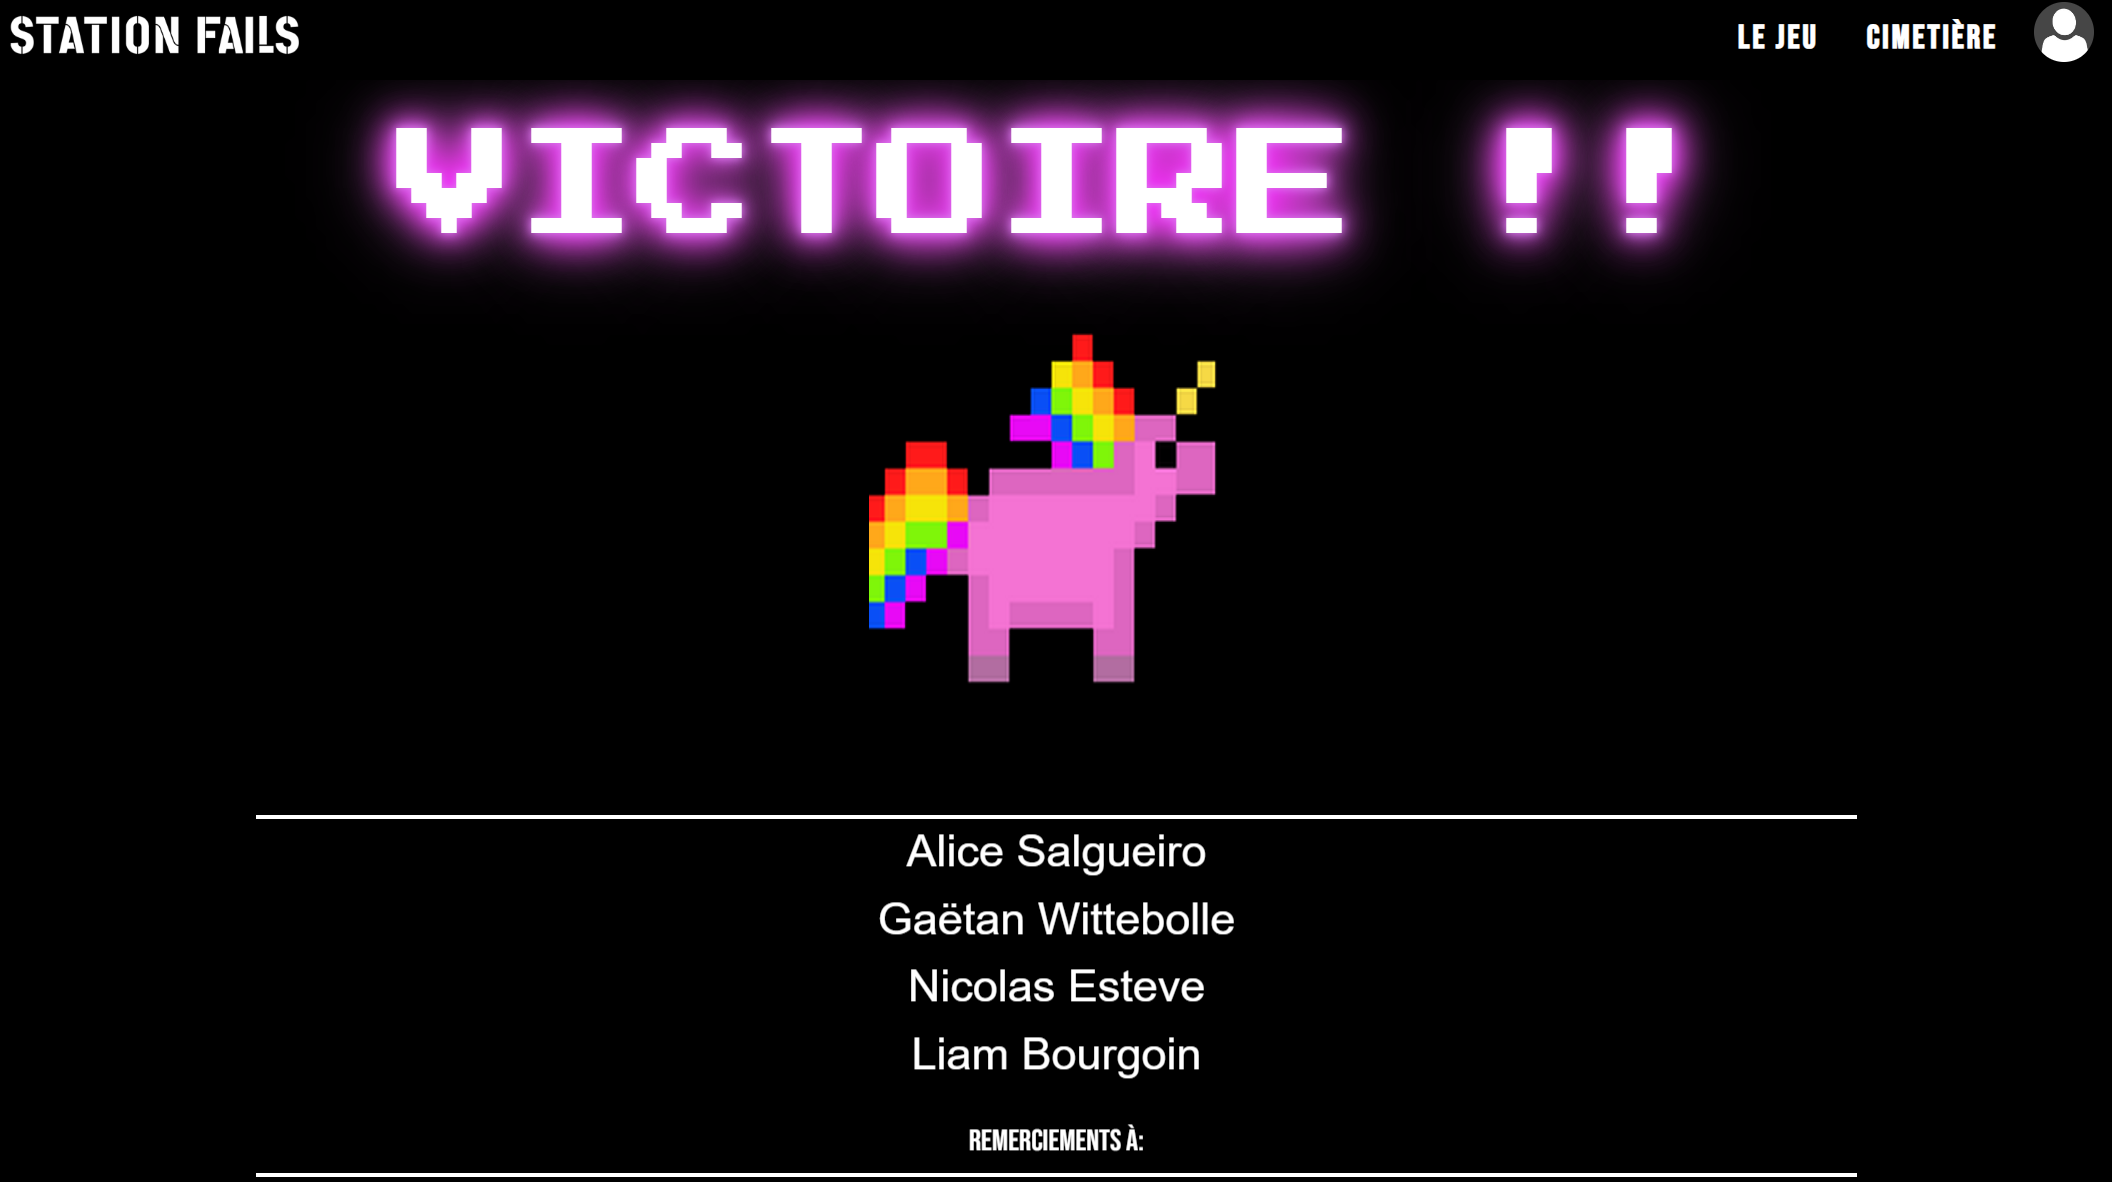 STATION FAILS
LE JEU
CIMETIÈRE
VICTOIRE !!
Alice Salgueiro
Gaëtan Wittebolle
Nicolas Esteve
Liam Bourgoin
REMERCIEMENTS À: